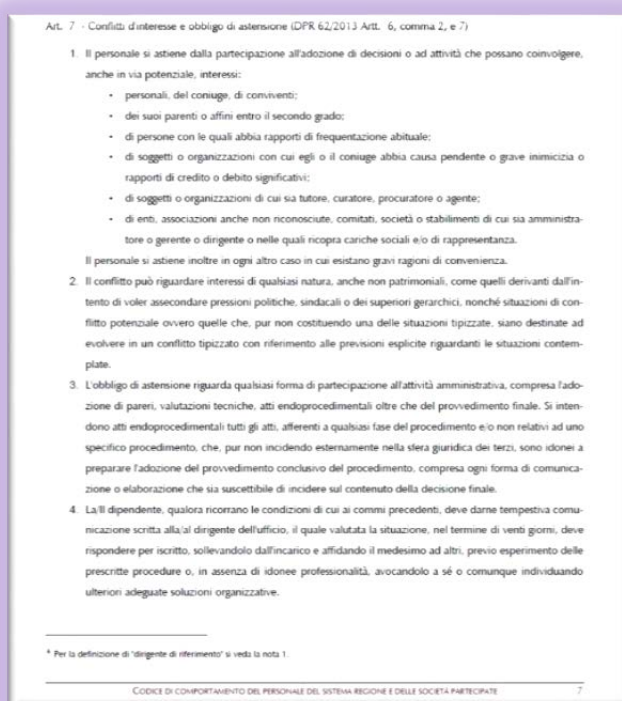 Art. 7 - Conflitti d'interesse e obbligo di astensione (DPR 62/2013 Artt. 6, comma 2, e 7)
1. Il personale si astiene dalla partecipazione all'adozione di decisioni o ad attività che possano coinvolgere,
anche in via potenziale, interessi:
• personali, del coniuge, di conviventi;
• dei suoi parenti o affini entro il secondo grado;
• di persone con le quali abbia rapporti di frequentazione abituale;
• di soggetti o organizzazioni con cui egli o il coniuge abbia causa pendente o grave inimicizia o
rapporti di credito o debito significativi;
• di soggetti o organizzazioni di cui sia tutore, curatore, procuratore o agente;
• di enti, associazioni anche non riconosciute, comitati, società o stabilimenti di cui sia amministra-
tore o gerente o dirigente o nelle quali ricopra cariche sociali e/o di rappresentanza.
Il personale si astiene inoltre in ogni altro caso in cui esistano gravi ragioni di convenienza.
2. Il conflitto può riguardare interessi di qualsiasi natura, anche non patrimoniali, come quelli derivanti dall'in-
tento di voler assecondare pressioni politiche, sindacali o dei superiori gerarchici, nonché situazioni di con-
flitto potenziale ovvero quelle che, pur non costituendo una delle situazioni tipizzate, siano destinate ad
evolvere in un conflitto tipizzato con riferimento alle previsioni esplicite riguardanti le situazioni contem-
plate.
3. L'obbligo di astensione riguarda qualsiasi forma di partecipazione all'attività amministrativa, compresa l'ado-
zione di pareri, valutazioni tecniche, atti endoprocedimentali oltre che del provvedimento finale. Si inten-
dono atti endoprocedimentali tutti gli atti, afferenti a qualsiasi fase del procedimento e/o non relativi ad uno
specifico procedimento, che, pur non incidendo esternamente nella sfera giuridica dei terzi, sono idonei a
preparare l'adozione del provvedimento conclusivo del procedimento, compresa ogni forma di comunica-
zione o elaborazione che sia suscettibile di incidere sul contenuto della decisione finale.
4. La/Il dipendente, qualora ricorrano le condizioni di cui ai commi precedenti, deve darne tempestiva comu-
nicazione scritta alla/al dirigente dell'ufficio, il quale valutata la situazione, nel termine di venti giorni, deve
rispondere per iscritto, sollevandolo dall'incarico e affidando il medesimo ad altri, previo esperimento delle
prescritte procedure o, in assenza di idonee professionalità, avocandolo a sé o comunque individuando
ulteriori adeguate soluzioni organizzative.
4 Per la definizione di "dirigente di riferimento" si veda la nota 1.
CODICE DI COMPORTAMENTO DEL PERSONALE DEL SISTEMA REGIONE E DELLE SOCIETÀ PARTECIPATE 7